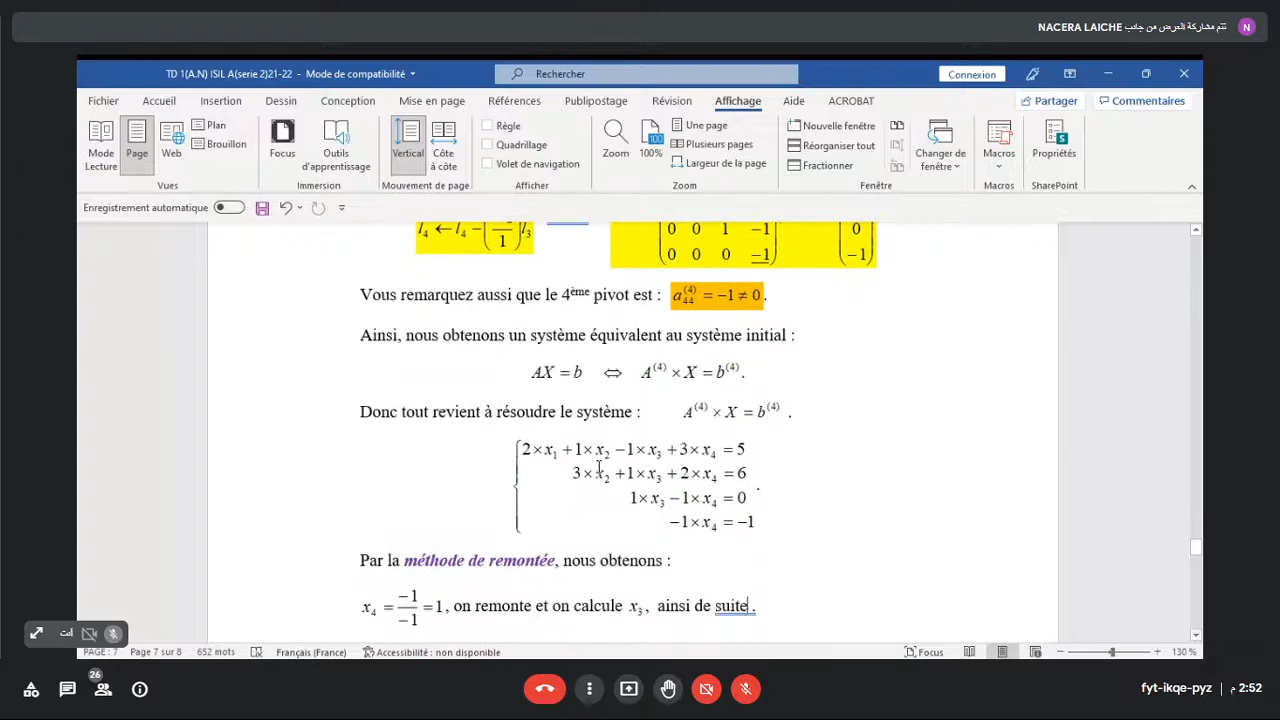 تتم مشاركة العرض من جانب NACERA LAICHE
N
TD 1(A.N) ISIL A(serie 2)21-22 - Mode de compatibilité
Rechercher
Connexion
Fichier Accueil Insertion Dessin Conception Mise en page Références Publipostage Révision Affichage Aide ACROBAT
Partager Commentaires
Mode Lecture
Page
Web
Plan
Brouillon
Vues
Focus
Outils d'apprentissage
Immersion
Vertical
Côte à côte
Mouvement de page
Règle
Quadrillage
Volet de navigation
Afficher
Zoom
100
100%
Une page
Plusieurs pages
Largeur de la page
Zoom
Nouvelle fenêtre
Réorganiser tout
Fractionner
Changer de fenêtre
Fenêtre
Macros
Macros
Propriétés
SharePoint
Enregistrement automatique
l₄ ← l₄ − ( /1) l₃
0 0 1 −1 0
0 0 0 −1 −1
Vous remarquez aussi que le 4ème pivot est : a₄₄⁽⁴⁾ = −1 ≠ 0.
Ainsi, nous obtenons un système équivalent au système initial :
AX = b ⇔ A⁽⁴⁾ × X = b⁽⁴⁾.
Donc tout revient à résoudre le système : A⁽⁴⁾ × X = b⁽⁴⁾ .
2×x₁ +1×x₂ −1×x₃ +3×x₄ = 5
3×x₂ +1×x₃ +2×x₄ = 6
1×x₃ −1×x₄ = 0
−1×x₄ = −1
.
Par la méthode de remontée, nous obtenons :
x₄ = −1/−1 = 1, on remonte et on calcule x₃, ainsi de suite .
أنت
PAGE : 7 Page 7 sur 8 652 mots Français (France) Accessibilité : non disponible Focus 130 %
26
fyt-ikqe-pyz | 2:52 م